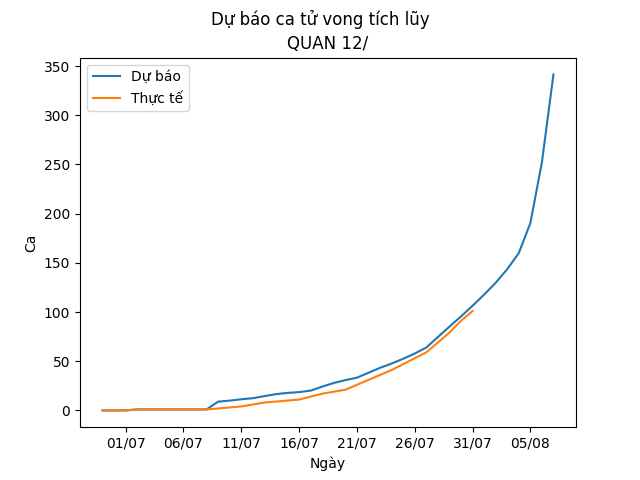 Dự báo ca tử vong tích lũy
QUAN 12/
Dự báo
Thực tế
350
300
250
200
150
100
50
0
Ca
01/07 06/07 11/07 16/07 21/07 26/07 31/07 05/08
Ngày